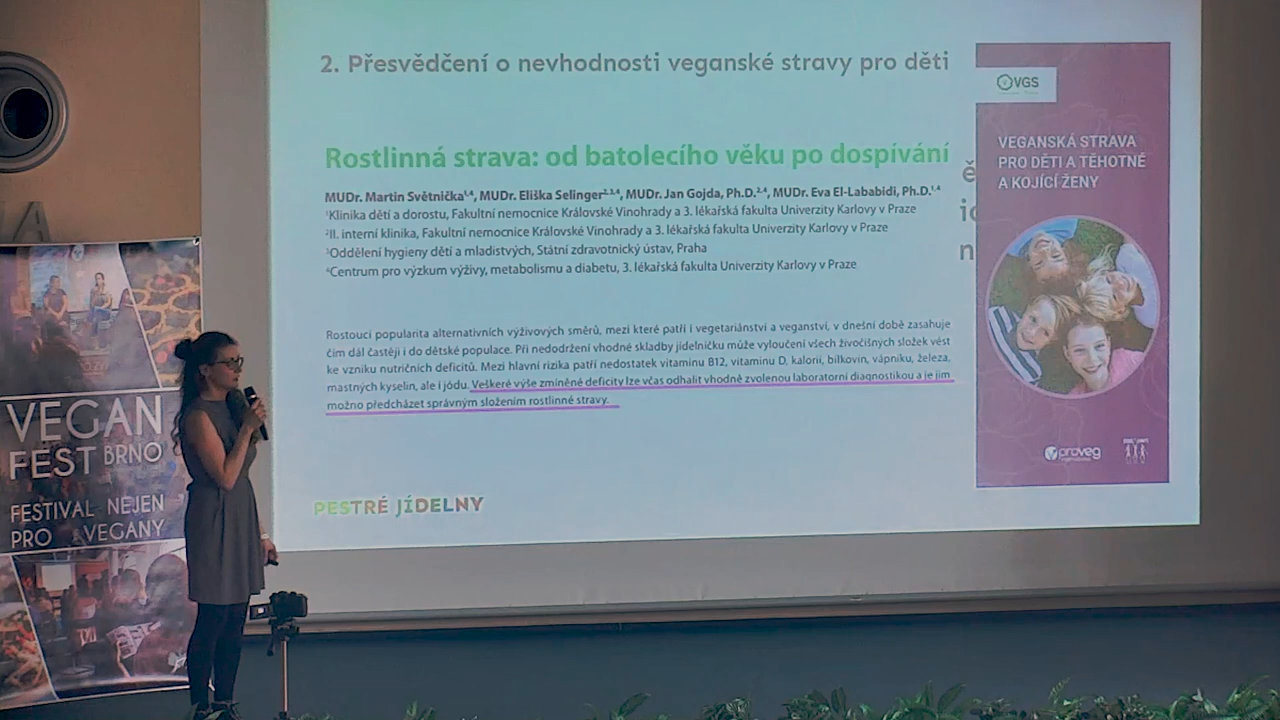 2. Přesvědčení o nevhodnosti veganské stravy pro děti
Rostlinná strava: od batolecího věku po dospívání
MUDr. Martin Světnička¹˒⁴, MUDr. Eliška Selinger²˒³˒⁴, MUDr. Jan Gojda, Ph.D.²˒⁴, MUDr. Eva El-Lababidi, Ph.D.¹˒⁴
¹Klinika dětí a dorostu, Fakultní nemocnice Královské Vinohrady a 3. lékařská fakulta Univerzity Karlovy v Praze
²II. interní klinika, Fakultní nemocnice Královské Vinohrady a 3. lékařská fakulta Univerzity Karlovy v Praze
³Oddělení hygieny dětí a mladistvých, Státní zdravotnický ústav, Praha
⁴Centrum pro výzkum výživy, metabolismu a diabetu, 3. lékařská fakulta Univerzity Karlovy v Praze
Rostoucí popularita alternativních výživových směrů, mezi které patří i vegetariánství a veganství, v dnešní době zasahuje
čím dál častěji i do dětské populace. Při nedodržení vhodné skladby jídelníčku může vyloučení všech živočišných složek vést
ke vzniku nutričních deficitů. Mezi hlavní rizika patří nedostatek vitaminu B12, vitaminu D, kalorií, bílkovin, vápníku, železa,
mastných kyselin, ale i jódu. Veškeré výše zmíněné deficity lze včas odhalit vhodně zvolenou laboratorní diagnostikou a je jim
možno předcházet správným složením rostlinné stravy.
PESTRÉ JÍDELNY
VGS
VEGANSKÁ STRAVA
PRO DĚTI A TĚHOTNÉ
A KOJÍCÍ ŽENY
proveg
VEGAN
FEST BRNO
FESTIVAL NEJEN
PRO VEGANY